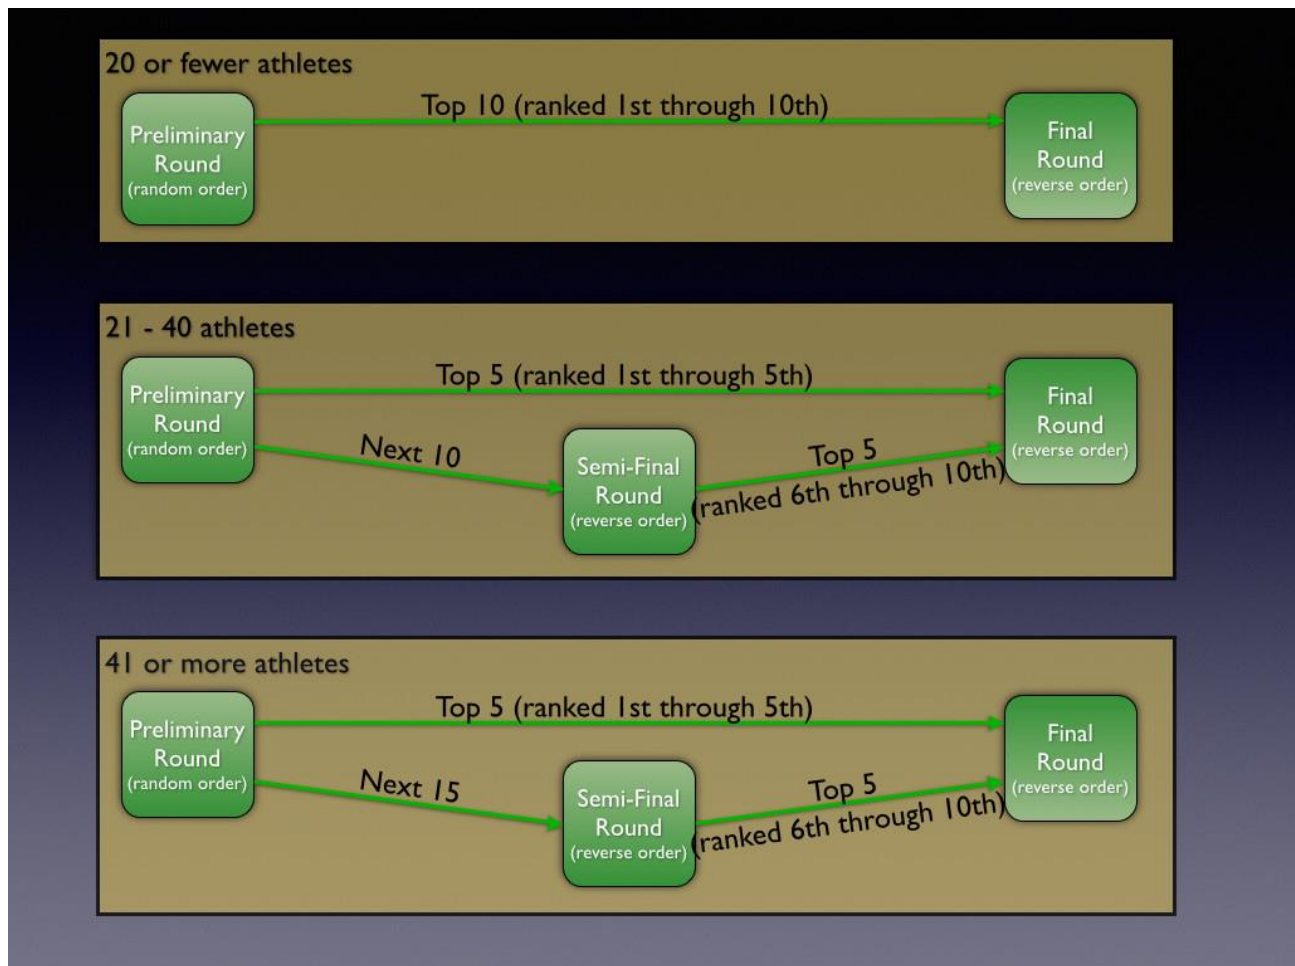 20 or fewer athletes
Top 10 (ranked 1st through 10th)
Preliminary
Round
(random order)
Final
Round
(reverse order)
21 - 40 athletes
Top 5 (ranked 1st through 5th)
Preliminary
Round
(random order)
Next 10
Semi-Final
Round
(reverse order)
Top 5
(ranked 6th through 10th)
Final
Round
(reverse order)
41 or more athletes
Top 5 (ranked 1st through 5th)
Preliminary
Round
(random order)
Next 15
Semi-Final
Round
(reverse order)
Top 5
(ranked 6th through 10th)
Final
Round
(reverse order)